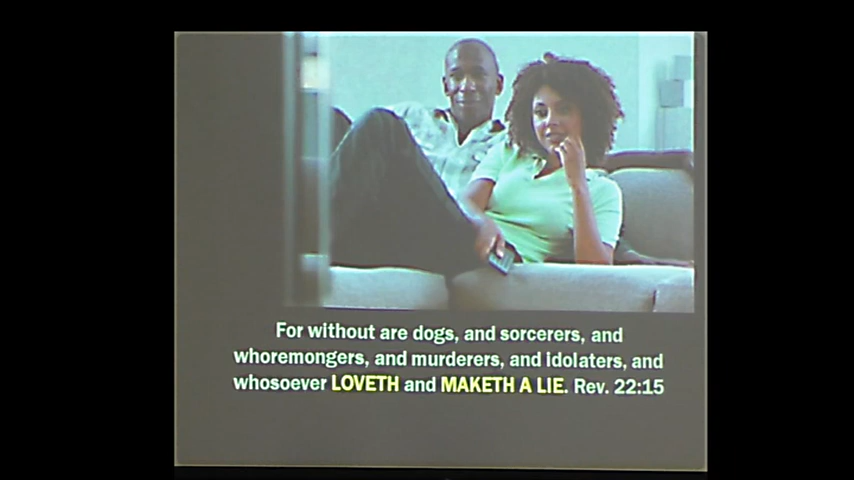 For without are dogs, and sorcerers, and
whoremongers, and murderers, and idolaters, and
whosoever LOVETH and MAKETH A LIE. Rev. 22:15